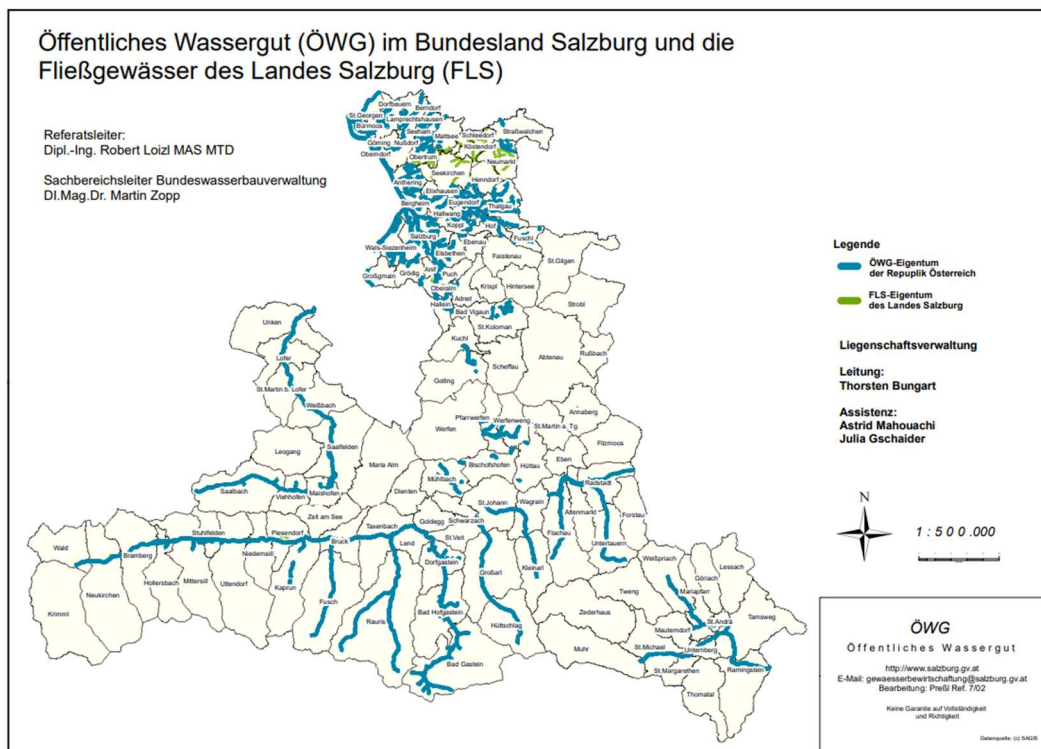 Öffentliches Wassergut (ÖWG) im Bundesland Salzburg und die
Fließgewässer des Landes Salzburg (FLS)
Referatsleiter:
Dipl.-Ing. Robert Loizl MAS MTD
Sachbereichsleiter Bundeswasserbauverwaltung
DI.Mag.Dr. Martin Zopp
Dorfbeuern
Berndorf
St.Georgen
Lamprechtshausen
Bürmoos
Seeham
Mattsee
Schleedorf
Straßwalchen
Göming
Nußdorf
Köstendorf
Oberndorf
Obertrum
Neumarkt
Seekirchen
Henndorf
Anthering
Elixhausen
Bergheim
Eugendorf
Thalgau
Hallwang
Koppl
Hof
Salzburg
Fuschl
Ebenau
Wals-Siezenheim
Elsbethen
Faistenau
St.Gilgen
Großgmain
Grödig
Anif
Puch
Oberalm
Krispl
Hintersee
Adnet
Hallein
Bad Vigaun
Strobl
St.Koloman
Unken
Kuchl
Lofer
Scheffau
Abtenau
Rußbach
St.Martin b. Lofer
Golling
Weißbach
Annaberg
Pfarrwerfen
Werfenweng
Werfen
St.Martin a. Tg.
Saalfelden
Filzmoos
Leogang
Maria Alm
Bischofshofen
Eben
Hüttau
Mühlbach
Radstadt
Saalbach
Viehhofen
Maishofen
Dienten
St.Johann
Wagrain
Altenmarkt
Forstau
Zell am See
Goldegg
Schwarzach
Taxenbach
Stuhlfelden
Piesendorf
Bruck
Lend
St.Veit
Flachau
Untertauern
Wald
Bramberg
Niedernsill
Dorfgastein
Weißpriach
Lessach
Hollersbach
Mittersill
Uttendorf
Kaprun
Großarl
Kleinarl
Göriach
Mariapfarr
Tweng
Neukirchen
Fusch
Krimml
Rauris
Bad Hofgastein
Hüttschlag
Zederhaus
St.Andrä
Tamsweg
Mauterndorf
Muhr
St.Michael
Unternberg
Bad Gastein
St.Margarethen
Ramingstein
Thomatal
Legende
ÖWG-Eigentum
der Repuplik Österreich
FLS-Eigentum
des Landes Salzburg
Liegenschaftsverwaltung
Leitung:
Thorsten Bungart
Assistenz:
Astrid Mahouachi
Julia Gschaider
N
1 : 5 0 0 .000
ÖWG
Öffentliches Wassergut
http://www.salzburg.gv.at
E-Mail: gewaesserbewirtschaftung@salzburg.gv.at
Bearbeitung: Preßl Ref. 7/02
Keine Garantie auf Vollständigkeit
und Richtigkeit
Datenquelle: (c) SAGIS